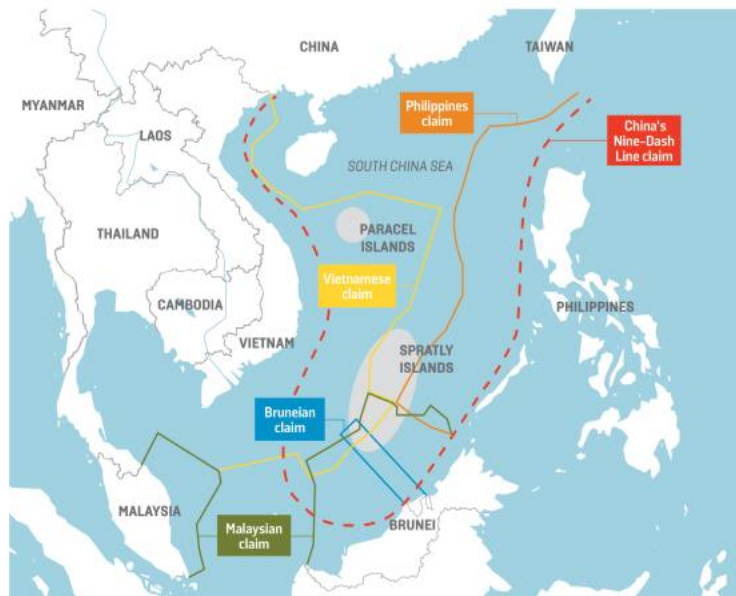 CHINA
TAIWAN
MYANMAR
Philippines
claim
China's
Nine-Dash
Line claim
LAOS
SOUTH CHINA SEA
THAILAND
PARACEL
ISLANDS
Vietnamese
claim
CAMBODIA
PHILIPPINES
VIETNAM
SPRATLY
ISLANDS
Bruneian
claim
MALAYSIA
Malaysian
claim
BRUNEI